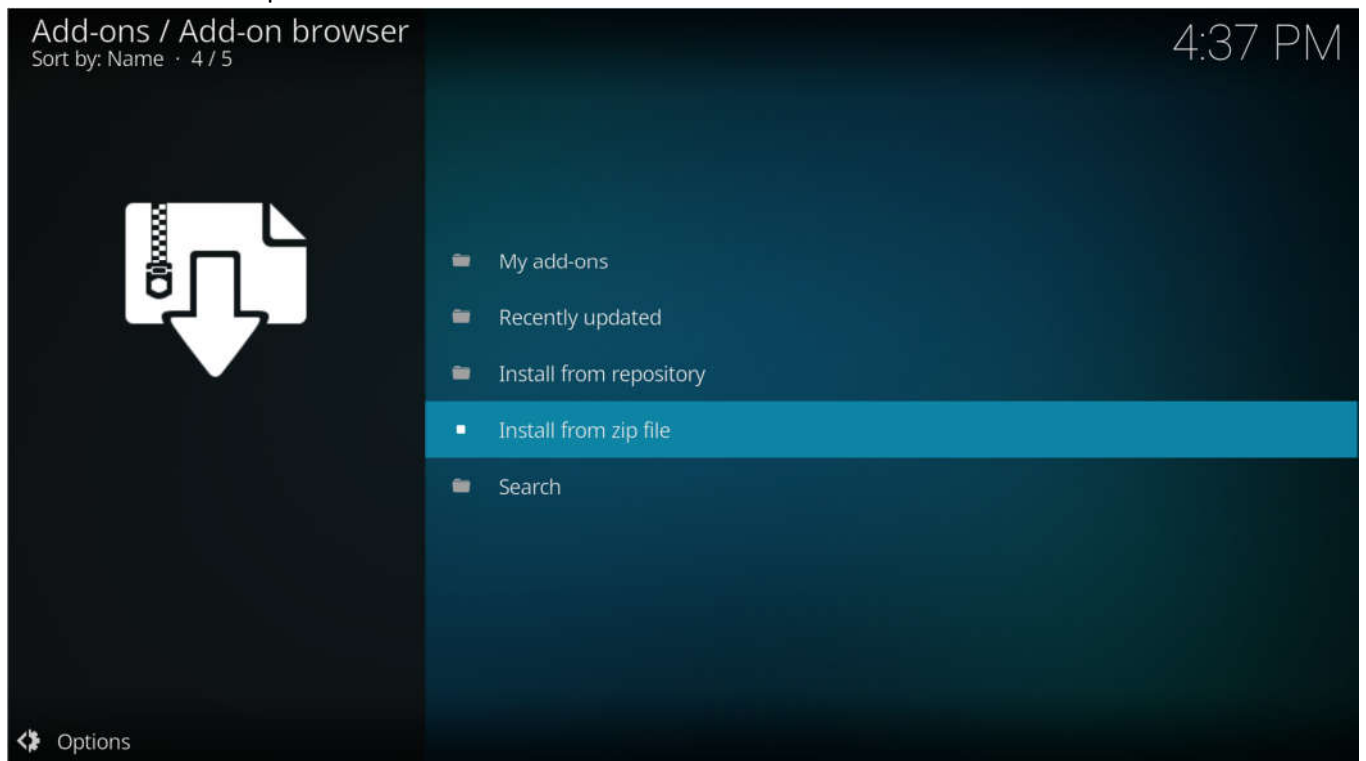 Add-ons / Add-on browser
Sort by: Name · 4 / 5
4:37 PM
My add-ons
Recently updated
Install from repository
Install from zip file
Search
Options